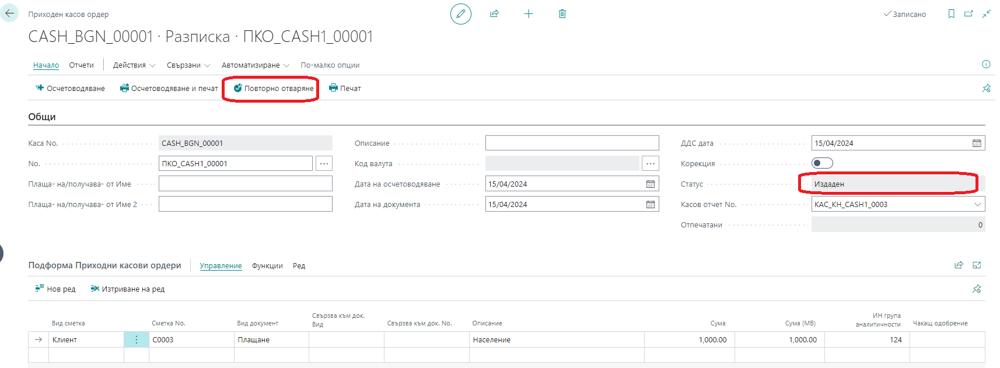 Приходен касов ордер
Записано
CASH_BGN_00001 · Разписка · ПКО_CASH1_00001
Начало Отчети Действия Свързани Автоматизиране По-малко опции
Осчетоводяване Осчетоводяване и печат Повторно отваряне Печат
Общи
Каса No. CASH_BGN_00001
No. ПКО_CASH1_00001
Плаща- на/получава- от Име
Плаща- на/получава- от Име 2
Описание
Код валута
Дата на осчетоводяване 15/04/2024
Дата на документа 15/04/2024
ДДС дата 15/04/2024
Корекция
Статус Издаден
Касов отчет No. КАС_КН_CASH1_0003
Отпечатани 0
Подформа Приходни касови ордери Управление Функции Ред
Нов ред Изтриване на ред
Вид сметка Сметка No. Вид документ Свързва към док. Вид Свързва към док. No. Описание Сума Сума (МВ) ИН група аналитичности Чакащ одобрение
Клиент C0003 Плащане Население 1,000.00 1,000.00 124